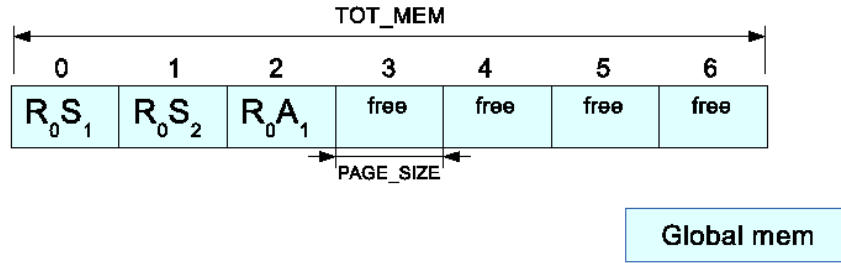 TOT_MEM
0 1 2 3 4 5 6
R₀S₁ R₀S₂ R₀A₁ free free free free
PAGE_SIZE
Global mem